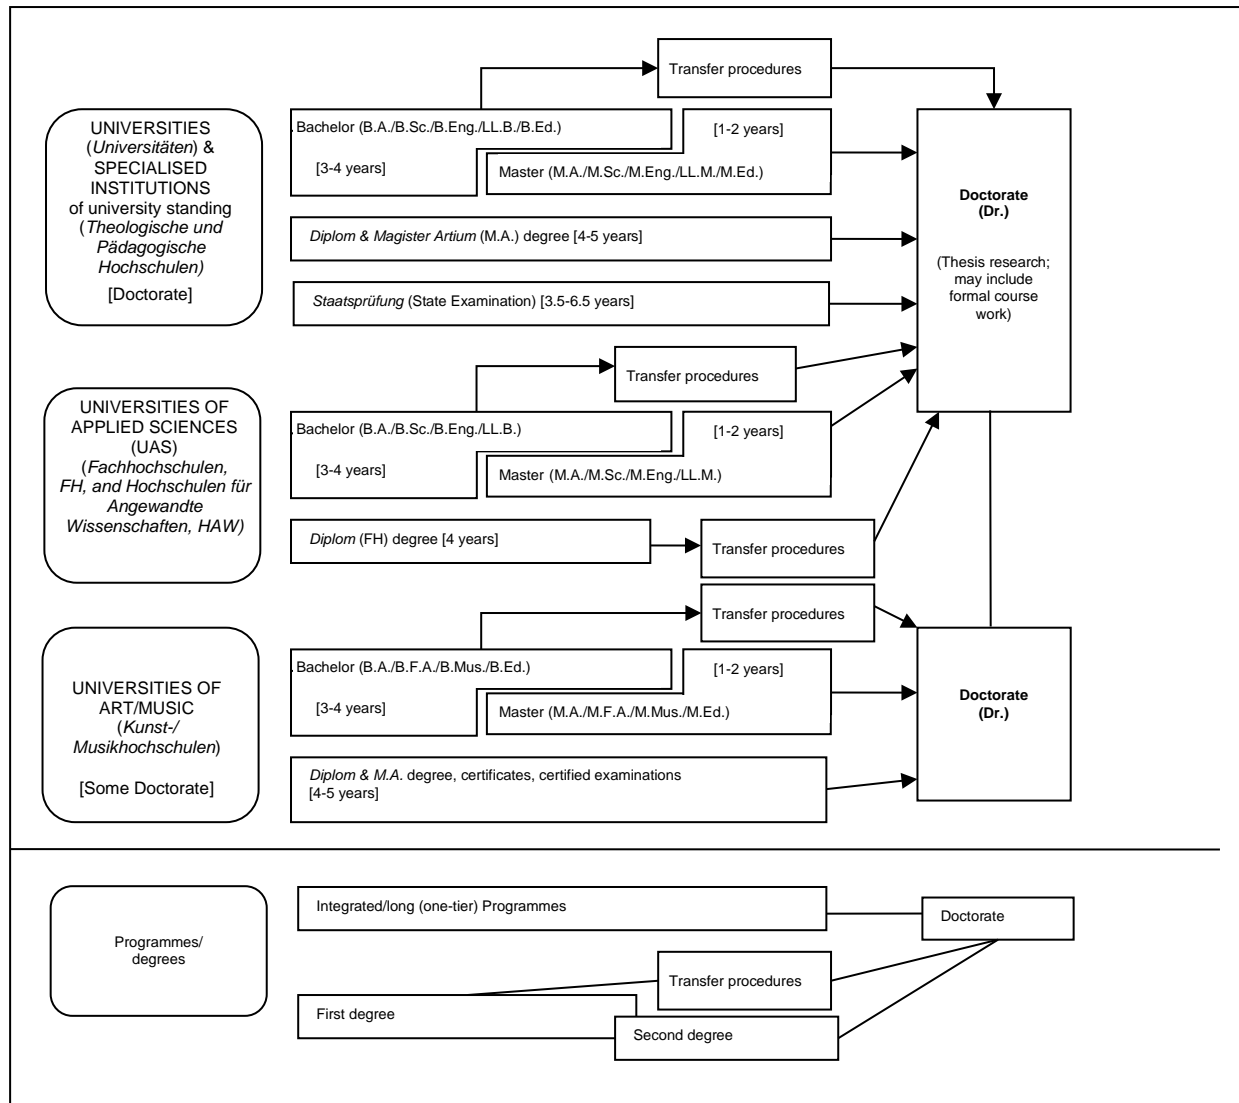 Transfer procedures
UNIVERSITIES
(Universitäten) &
SPECIALISED
INSTITUTIONS
of university standing
(Theologische und
Pädagogische
Hochschulen)
[Doctorate]
. Bachelor (B.A./B.Sc./B.Eng./LL.B./B.Ed.)
[3-4 years]
[1-2 years]
Master (M.A./M.Sc./M.Eng./LL.M./M.Ed.)
Diplom & Magister Artium (M.A.) degree [4-5 years]
Staatsprüfung (State Examination) [3.5-6.5 years]
Doctorate
(Dr.)
(Thesis research;
may include
formal course
work)
Transfer procedures
UNIVERSITIES OF
APPLIED SCIENCES
(UAS)
(Fachhochschulen,
FH, and Hochschulen für
Angewandte
Wissenschaften, HAW)
. Bachelor (B.A./B.Sc./B.Eng./LL.B.)
[3-4 years]
[1-2 years]
Master (M.A./M.Sc./M.Eng./LL.M.)
Diplom (FH) degree [4 years]
Transfer procedures
Transfer procedures
UNIVERSITIES OF
ART/MUSIC
(Kunst-/
Musikhochschulen)
[Some Doctorate]
. Bachelor (B.A./B.F.A./B.Mus./B.Ed.)
[3-4 years]
[1-2 years]
Master (M.A./M.F.A./M.Mus./M.Ed.)
Diplom & M.A. degree, certificates, certified examinations
[4-5 years]
Doctorate
(Dr.)
Programmes/
degrees
Integrated/long (one-tier) Programmes
Doctorate
Transfer procedures
First degree
Second degree